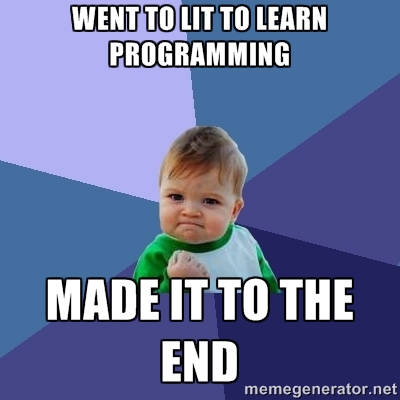 WENT TO LIT TO LEARN
PROGRAMMING
MADE IT TO THE
END
memegenerator.net